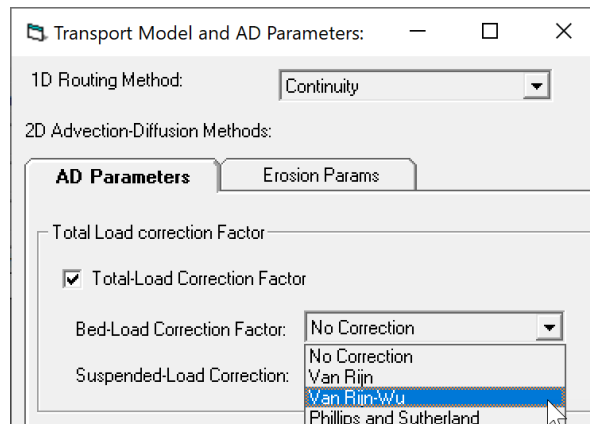 Transport Model and AD Parameters:
1D Routing Method: Continuity
2D Advection-Diffusion Methods:
AD Parameters Erosion Params
Total Load correction Factor
Total-Load Correction Factor
Bed-Load Correction Factor: No Correction
No Correction
Suspended-Load Correction: Van Rijn
Van Rijn-Wu
Phillips and Sutherland